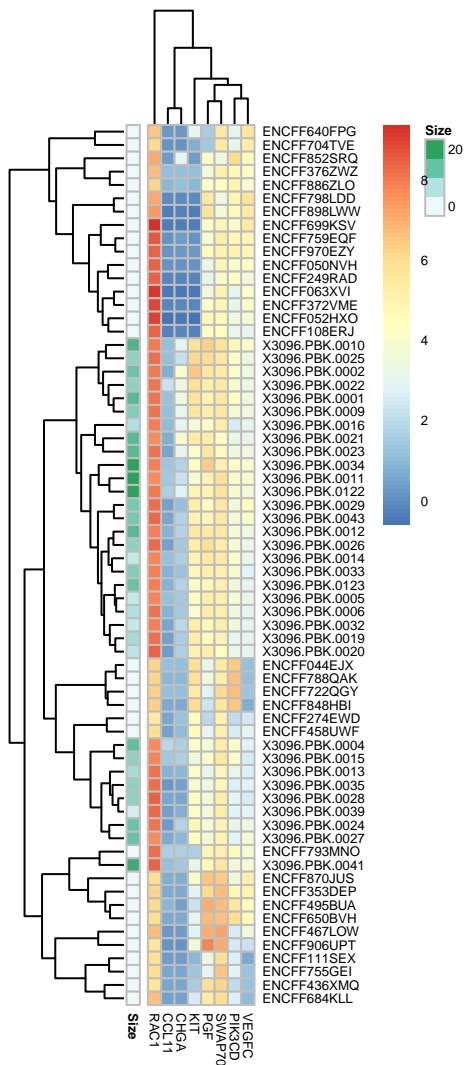 ENCFF640FPG
ENCFF704TVE
ENCFF852SRQ
ENCFF376ZWZ
ENCFF886ZLO
ENCFF798LDD
ENCFF898LWW
ENCFF699KSV
ENCFF759EQF
ENCFF970EZY
ENCFF050NVH
ENCFF249RAD
ENCFF063XVI
ENCFF372VME
ENCFF052HXO
ENCFF108ERJ
X3096.PBK.0010
X3096.PBK.0025
X3096.PBK.0002
X3096.PBK.0022
X3096.PBK.0001
X3096.PBK.0009
X3096.PBK.0016
X3096.PBK.0021
X3096.PBK.0023
X3096.PBK.0034
X3096.PBK.0011
X3096.PBK.0122
X3096.PBK.0029
X3096.PBK.0043
X3096.PBK.0012
X3096.PBK.0026
X3096.PBK.0014
X3096.PBK.0033
X3096.PBK.0123
X3096.PBK.0005
X3096.PBK.0006
X3096.PBK.0032
X3096.PBK.0019
X3096.PBK.0020
ENCFF044EJX
ENCFF788QAK
ENCFF722QGY
ENCFF848HBI
ENCFF274EWD
ENCFF458UWF
X3096.PBK.0004
X3096.PBK.0015
X3096.PBK.0013
X3096.PBK.0035
X3096.PBK.0028
X3096.PBK.0039
X3096.PBK.0024
X3096.PBK.0027
ENCFF793MNO
X3096.PBK.0041
ENCFF870JUS
ENCFF353DEP
ENCFF495BUA
ENCFF650BVH
ENCFF467LOW
ENCFF906UPT
ENCFF111SEX
ENCFF755GEI
ENCFF436XMQ
ENCFF684KLL
Size
RAC1
CCL11
CHGA
KIT
PGF
SWAP70
PIK3CD
VEGFC
8
6
4
2
0
Size
20
0